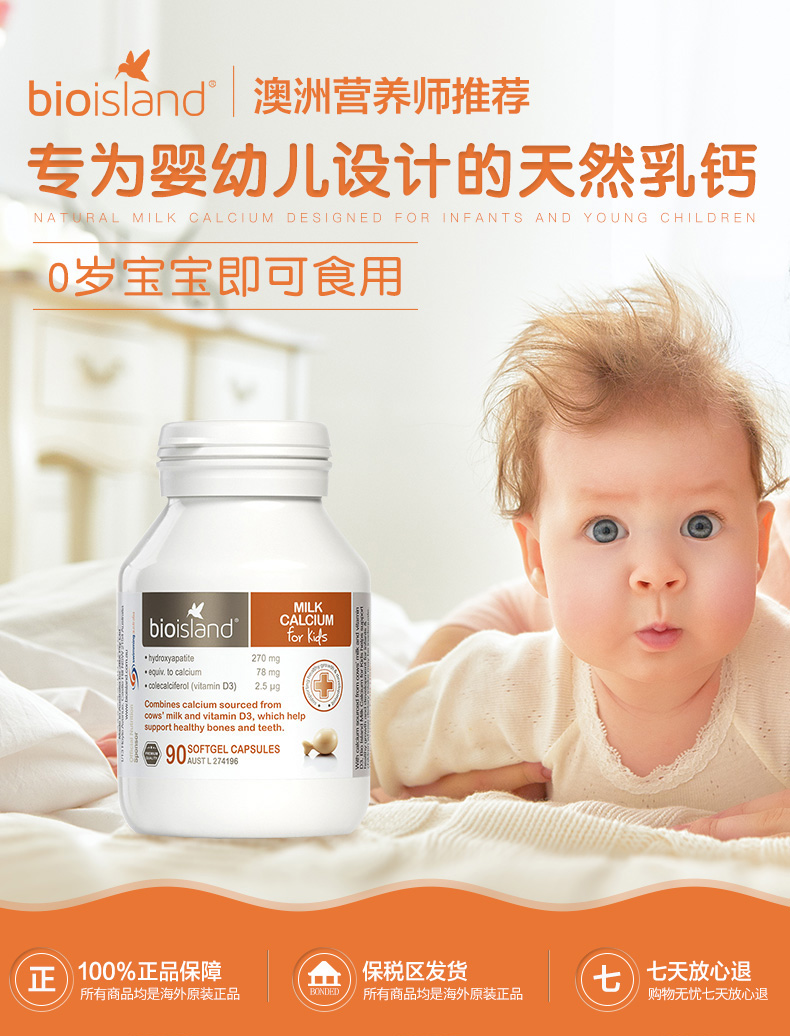 bioisland® 澳洲营养师推荐
专为婴幼儿设计的天然乳钙
NATURAL MILK CALCIUM DESIGNED FOR INFANTS AND YOUNG CHILDREN
0岁宝宝即可食用
bioisland®
MILK
CALCIUM
for kids
• hydroxyapatite 270 mg
• equiv. to calcium 78 mg
• colecalciferol (vitamin D3) 2.5 µg
Combines calcium sourced from
cows' milk and vitamin D3, which help
support healthy bones and teeth.
PREMIUM
QUALITY
90 SOFTGEL CAPSULES
AUST L 274196
正 100%正品保障
所有商品均是海外原装正品
BONDED 保税区发货
所有商品均是海外原装正品
七 七天放心退
购物无忧七天放心退